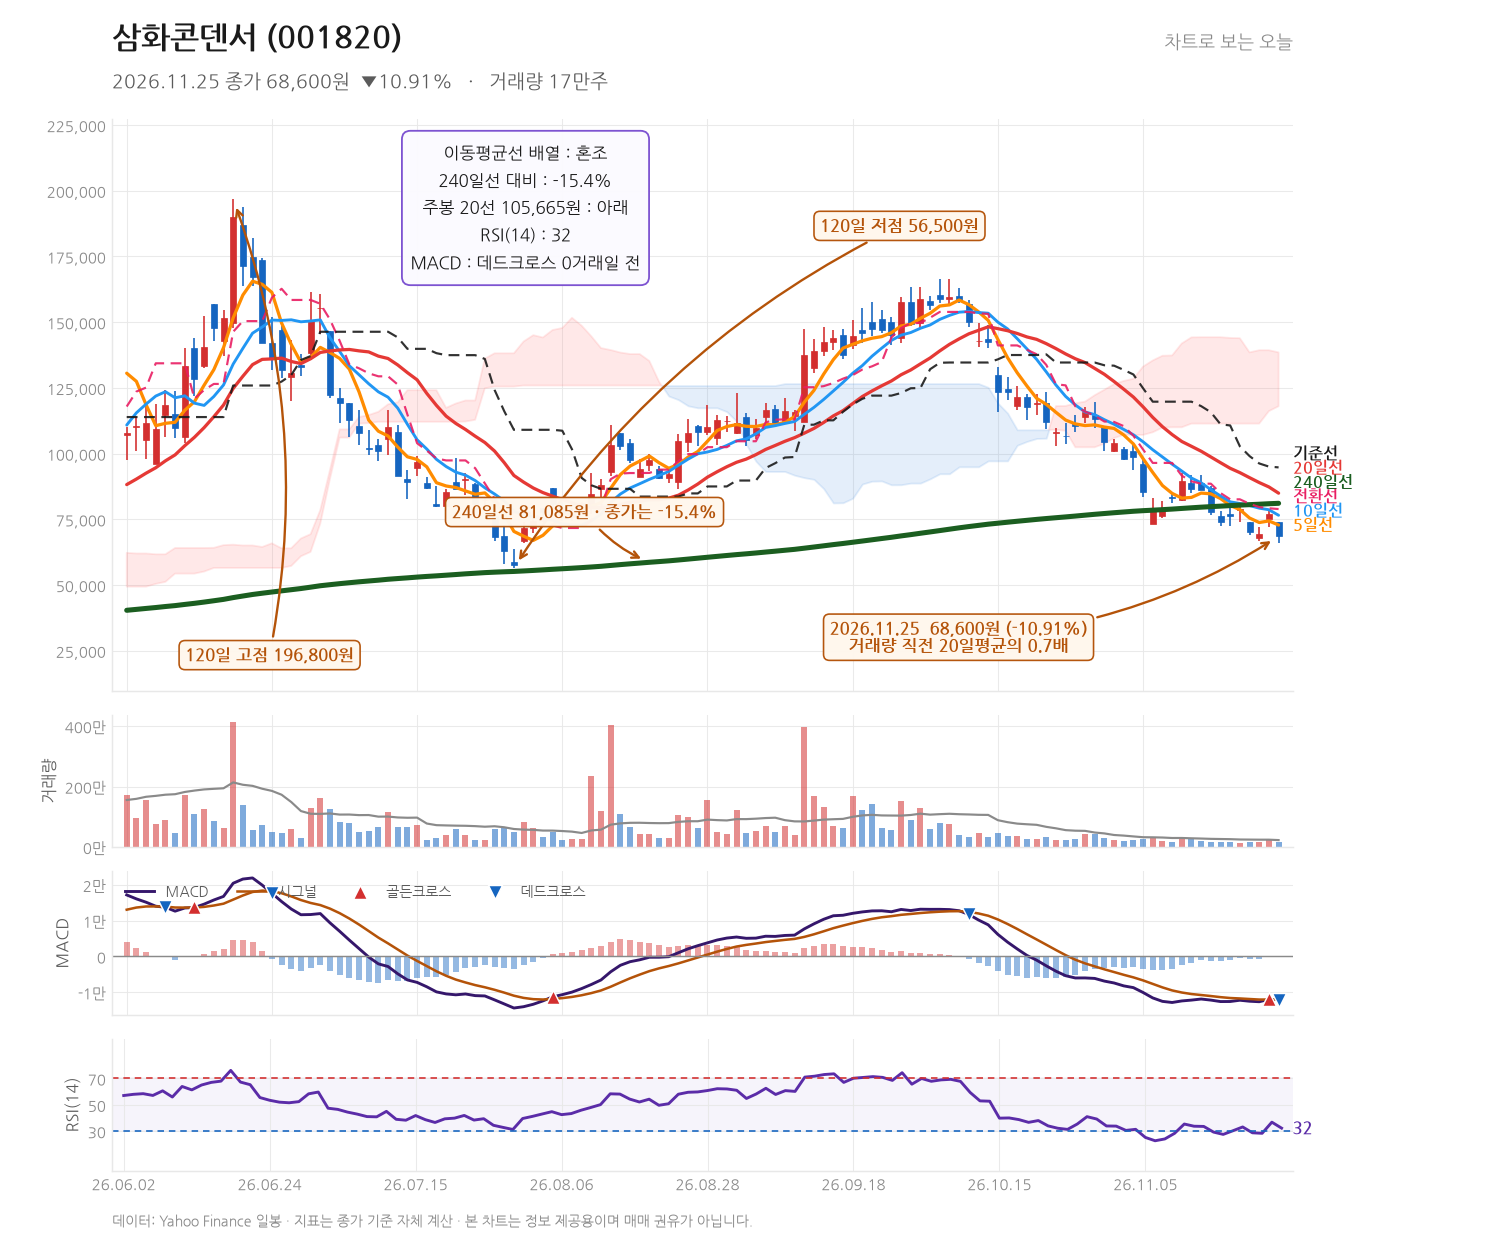 삼화콘덴서 (001820)
차트로 보는 오늘
2026.11.25 종가 68,600원 ▼10.91% · 거래량 17만주
225,000
200,000
175,000
150,000
125,000
100,000
75,000
50,000
25,000
이동평균선 배열 : 혼조
240일선 대비 : -15.4%
주봉 20선 105,665원 : 아래
RSI(14) : 32
MACD : 데드크로스 0거래일 전
120일 저점 56,500원
240일선 81,085원 · 종가는 -15.4%
120일 고점 196,800원
2026.11.25 68,600원 (-10.91%)
거래량 직전 20일평균의 0.7배
기준선
20일선
240일선
전환선
10일선
5일선
거래량
400만
200만
0만
MACD
2만
1만
0
-1만
MACD 시그널 골든크로스 데드크로스
RSI(14)
70
50
30
32
26.06.02 26.06.24 26.07.15 26.08.06 26.08.28 26.09.18 26.10.15 26.11.05
데이터: Yahoo Finance 일봉 · 지표는 종가 기준 자체 계산 · 본 차트는 정보 제공용이며 매매 권유가 아닙니다.